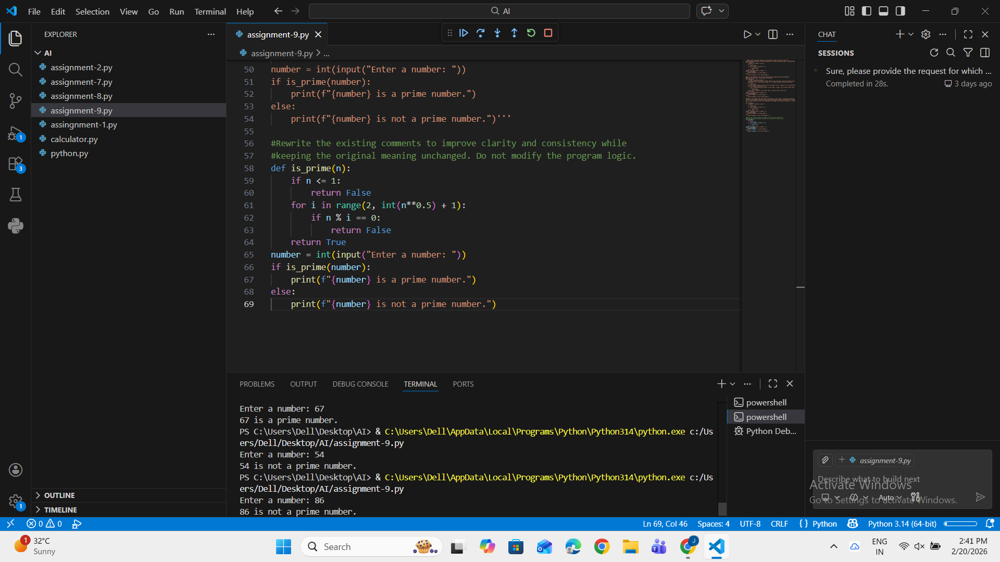 File Edit Selection View Go Run Terminal Help
AI
EXPLORER
AI
assignment-2.py
assignment-7.py
assignment-8.py
assignment-9.py
assingnment-1.py
calculator.py
python.py
OUTLINE
TIMELINE
1
3
1
assignment-9.py
assignment-9.py > ...
50 number = int(input("Enter a number: "))
51 if is_prime(number):
52 print(f"{number} is a prime number.")
53 else:
54 print(f"{number} is not a prime number.")'''
55
56 #Rewrite the existing comments to improve clarity and consistency while
57 #keeping the original meaning unchanged. Do not modify the program logic.
58 def is_prime(n):
59 if n <= 1:
60 return False
61 for i in range(2, int(n**0.5) + 1):
62 if n % i == 0:
63 return False
64 return True
65 number = int(input("Enter a number: "))
66 if is_prime(number):
67 print(f"{number} is a prime number.")
68 else:
69 print(f"{number} is not a prime number.")
PROBLEMS OUTPUT DEBUG CONSOLE TERMINAL PORTS
Enter a number: 67
67 is a prime number.
PS C:\Users\Dell\Desktop\AI> & C:\Users\Dell\AppData\Local\Programs\Python\Python314\python.exe c:/Us
ers/Dell/Desktop/AI/assignment-9.py
Enter a number: 54
54 is not a prime number.
PS C:\Users\Dell\Desktop\AI> & C:\Users\Dell\AppData\Local\Programs\Python\Python314\python.exe c:/Us
ers/Dell/Desktop/AI/assignment-9.py
Enter a number: 86
86 is not a prime number.
powershell
powershell
Python Deb...
CHAT
SESSIONS
Sure, please provide the request for which ...
Completed in 28s. 3 days ago
assignment-9.py
Describe what to build next
Auto
Activate Windows
Go to Settings to activate Windows.
0 0
Ln 69, Col 46 Spaces: 4 UTF-8 CRLF {} Python Python 3.14 (64-bit)
1
32°C
Sunny
Search
J
ENG
IN
2:41 PM
2/20/2026